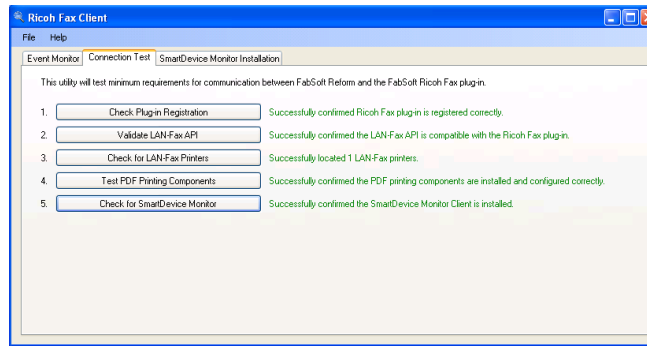 Ricoh Fax Client
File Help
Event Monitor Connection Test SmartDevice Monitor Installation
This utility will test minimum requirements for communication between FabSoft Reform and the FabSoft Ricoh Fax plug-in.
1. Check Plug-in Registration Successfully confirmed Ricoh Fax plug-in is registered correctly.
2. Validate LAN-Fax API Successfully confirmed the LAN-Fax API is compatible with the Ricoh Fax plug-in.
3. Check for LAN-Fax Printers Successfully located 1 LAN-Fax printers.
4. Test PDF Printing Components Successfully confirmed the PDF printing components are installed and configured correctly.
5. Check for SmartDevice Monitor Successfully confirmed the SmartDevice Monitor Client is installed.